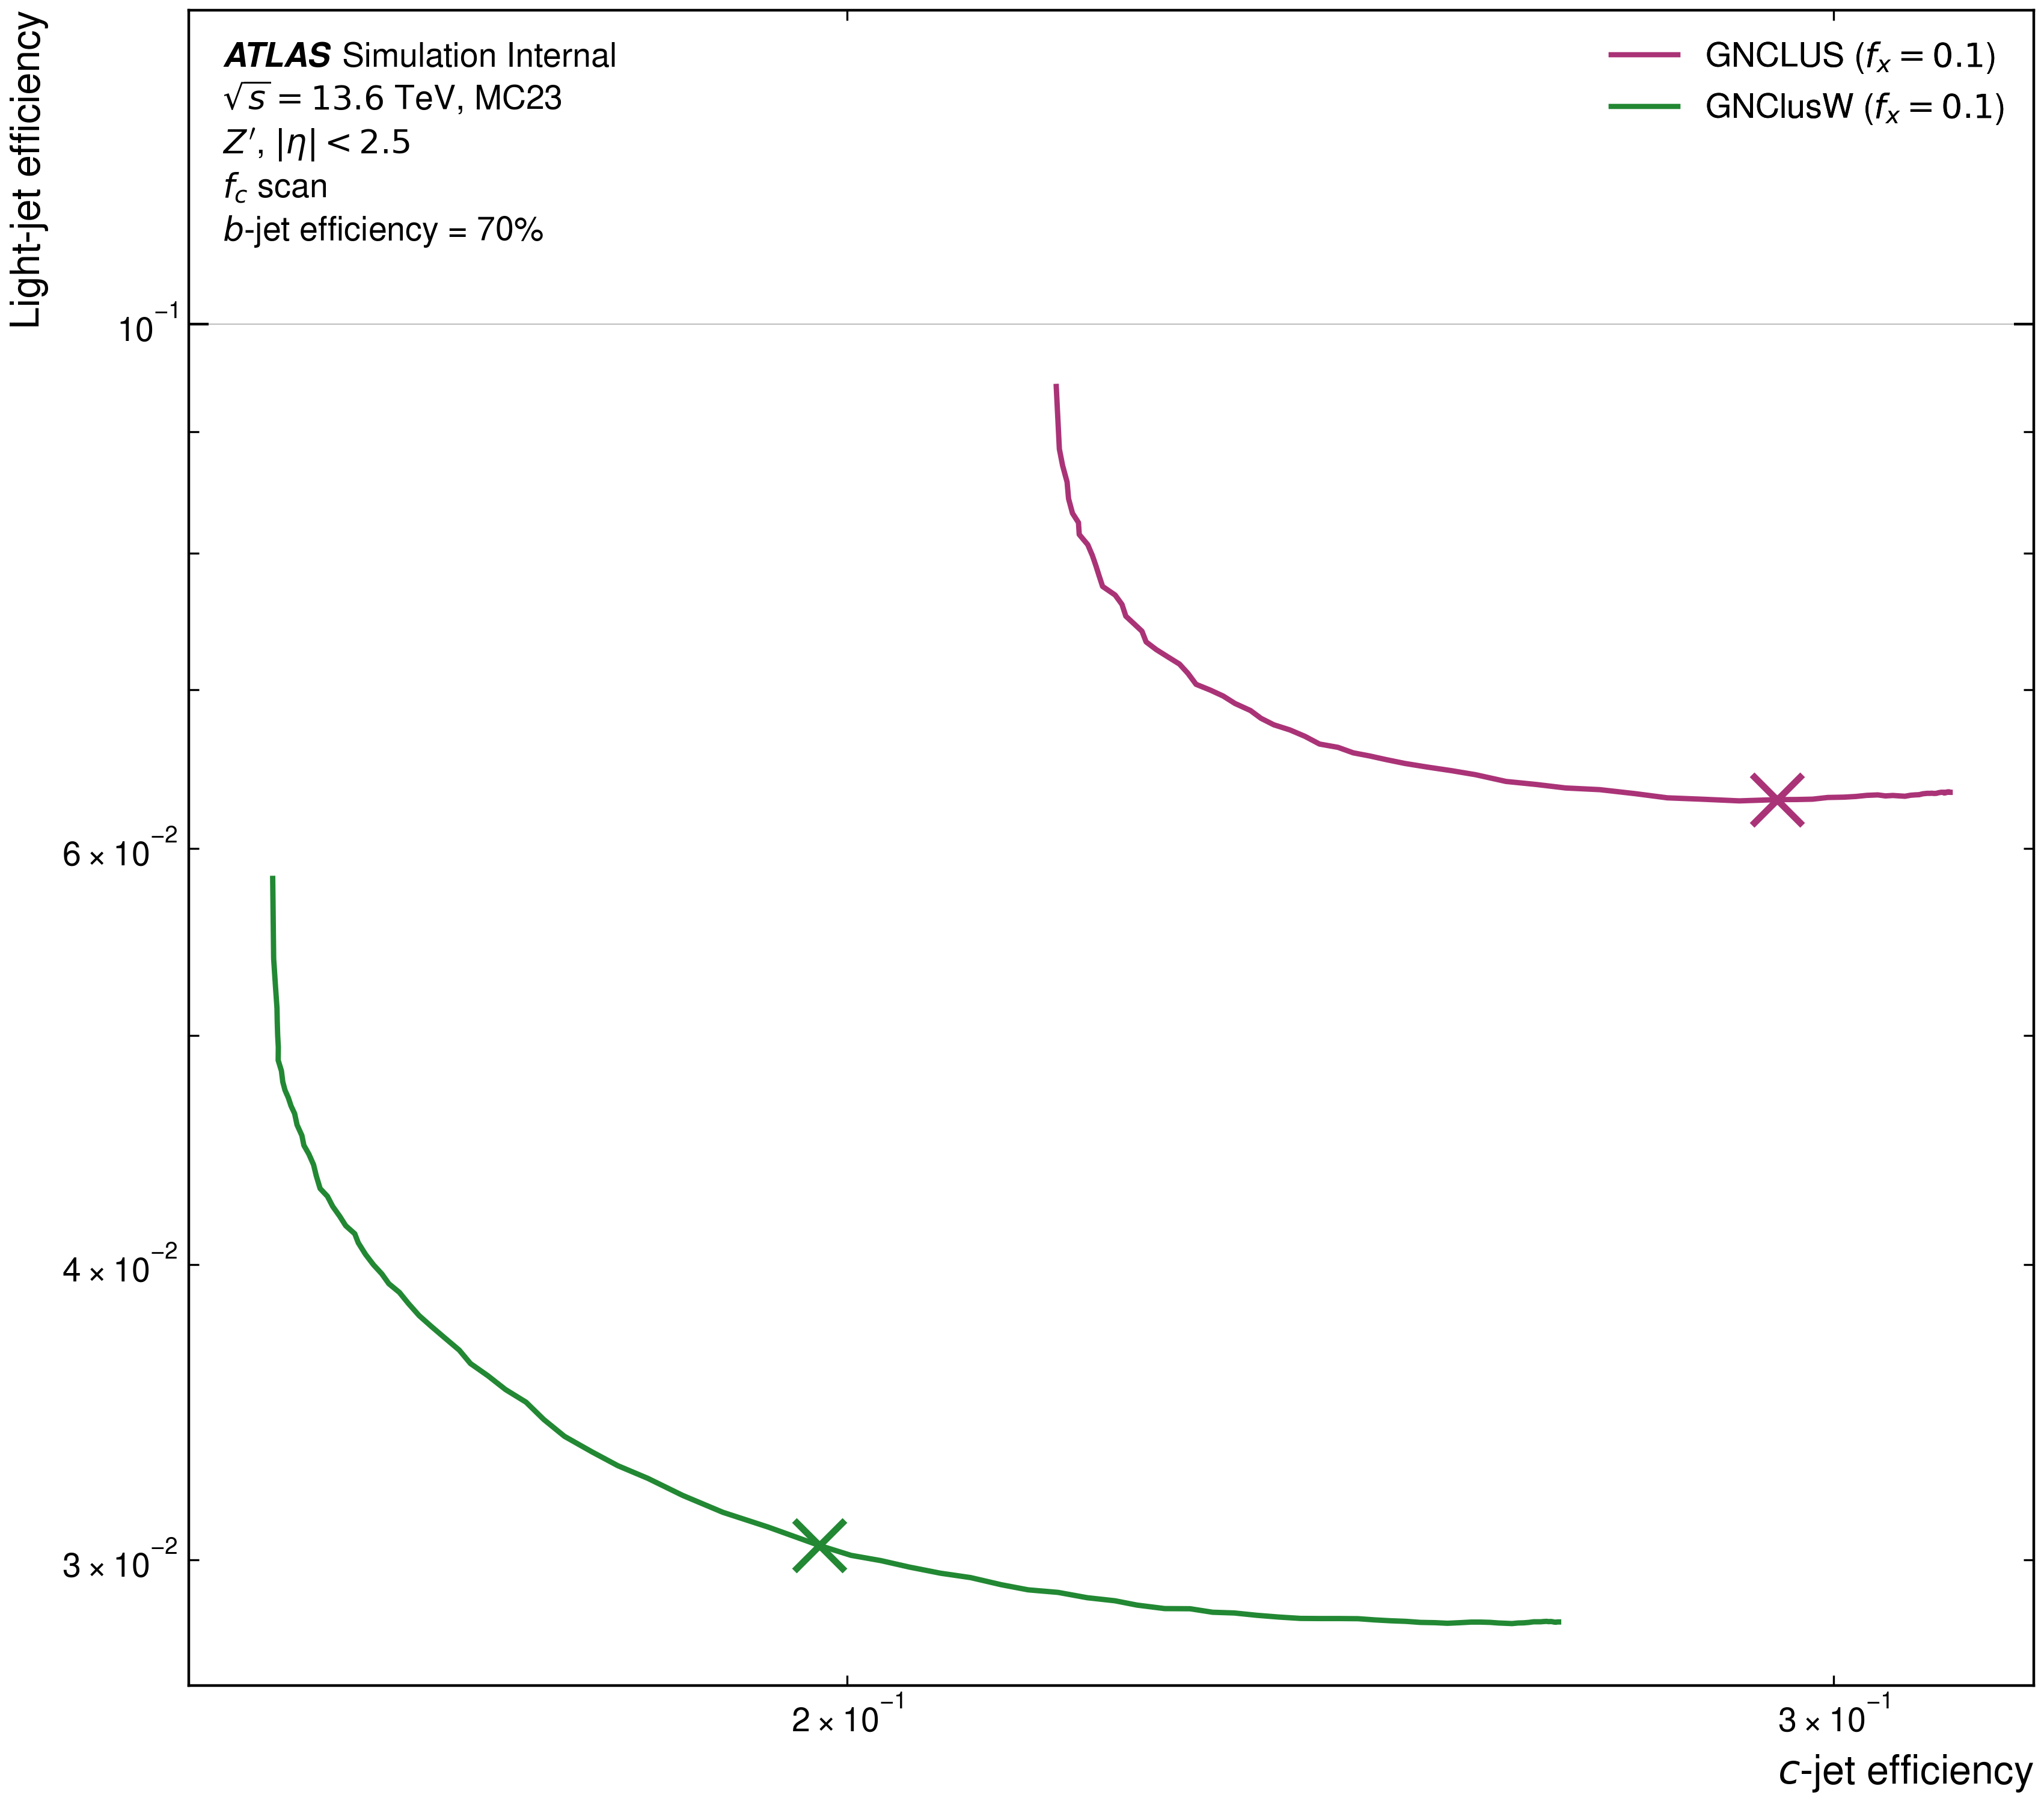 Light-jet efficiency
ATLAS Simulation Internal
√s = 13.6 TeV, MC23
Z′, |η| < 2.5
f_c scan
b-jet efficiency = 70%
GNCLUS (f_x = 0.1)
GNClusW (f_x = 0.1)
10⁻¹
6 × 10⁻²
4 × 10⁻²
3 × 10⁻²
2 × 10⁻¹
3 × 10⁻¹
c-jet efficiency